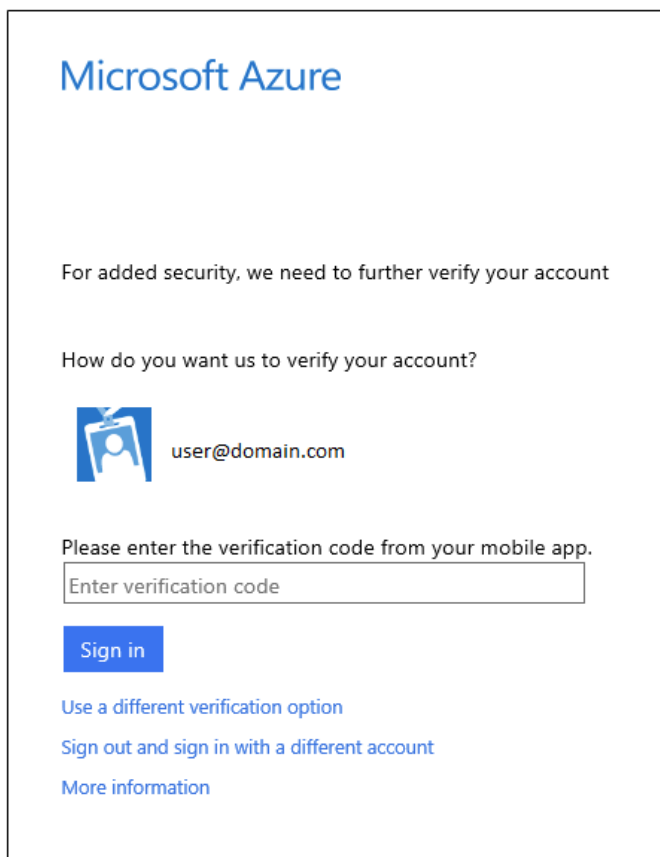 Microsoft Azure
For added security, we need to further verify your account
How do you want us to verify your account?
user@domain.com
Please enter the verification code from your mobile app.
Enter verification code
Sign in
Use a different verification option
Sign out and sign in with a different account
More information